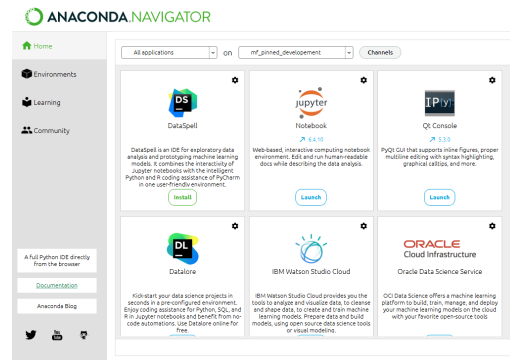 ANACONDA.NAVIGATOR
Home
Environments
Learning
Community
A full Python IDE directly
from the browser
Documentation
Anaconda Blog
You
Tube
All applications
on
mf_pinned_developement
Channels
DS
DataSpell
DataSpell is an IDE for exploratory data
analysis and prototyping machine learning
models. It combines the interactivity of
Jupyter notebooks with the intelligent
Python and R coding assistance of PyCharm
in one user-friendly environment.
Install
jupyter
Notebook
6.4.10
Web-based, interactive computing notebook
environment. Edit and run human-readable
docs while describing the data analysis.
Launch
IP[y]:
Qt Console
5.3.0
PyQt GUI that supports inline figures, proper
multiline editing with syntax highlighting,
graphical calltips, and more.
Launch
DL
Datalore
Kick-start your data science projects in
seconds in a pre-configured environment.
Enjoy coding assistance for Python, SQL, and
R in Jupyter notebooks and benefit from no-
code automations. Use Datalore online for
free.
IBM Watson Studio Cloud
IBM Watson Studio Cloud provides you the
tools to analyze and visualize data, to cleanse
and shape data, to create and train machine
learning models. Prepare data and build
models, using open source data science tools
or visual modeling.
ORACLE
Cloud Infrastructure
Oracle Data Science Service
OCI Data Science offers a machine learning
platform to build, train, manage, and deploy
your machine learning models on the cloud
with your favorite open-source tools